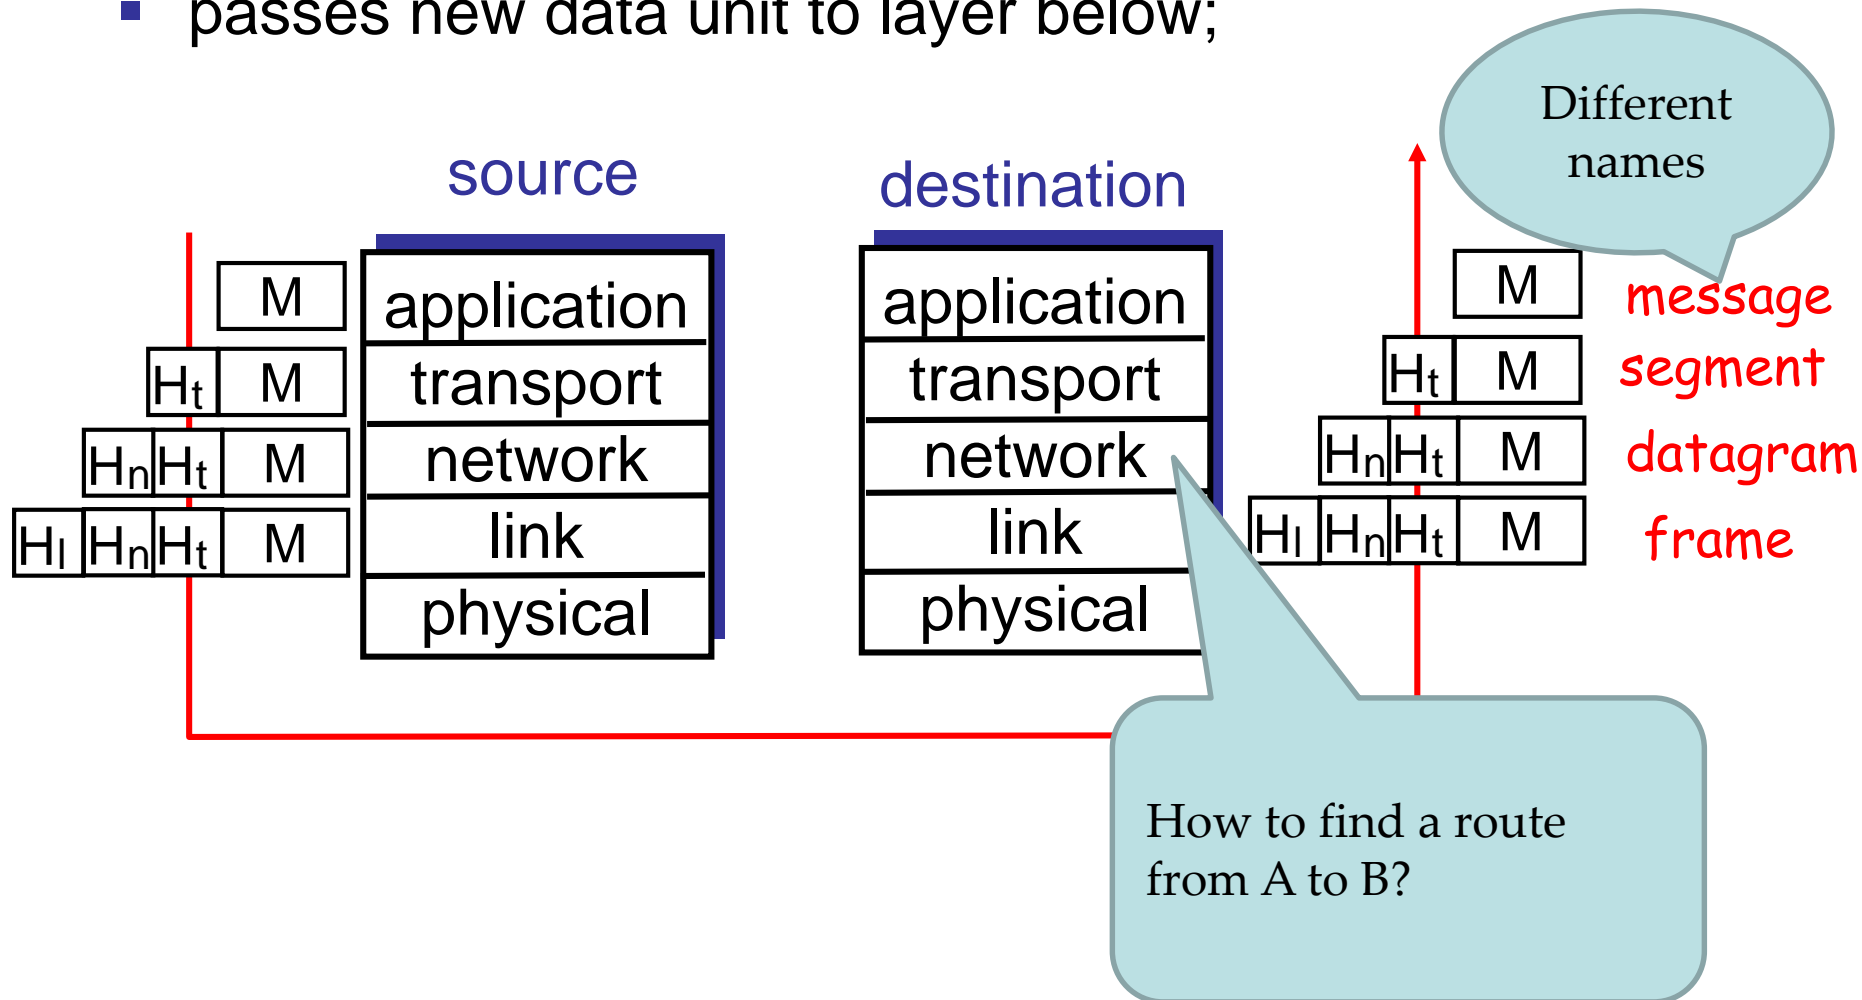 passes new data unit to layer below;
Different
names
source
destination
M
application
application
M
message
Ht M
transport
transport
Ht M
segment
Hn Ht M
network
network
Hn Ht M
datagram
Hl Hn Ht M
link
link
Hl Hn Ht M
frame
physical
physical
How to find a route
from A to B?